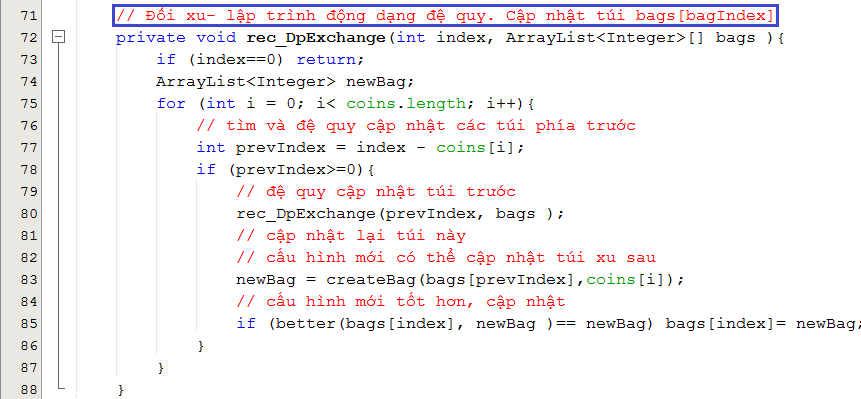 71 // Đổi xu- lập trình động dạng đệ quy. Cập nhật túi bags[bagIndex]
72 private void rec_DpExchange(int index, ArrayList<Integer>[] bags ){
73 if (index==0) return;
74 ArrayList<Integer> newBag;
75 for (int i = 0; i< coins.length; i++){
76 // tìm và đệ quy cập nhật các túi phía trước
77 int prevIndex = index - coins[i];
78 if (prevIndex>=0){
79 // đệ quy cập nhật túi trước
80 rec_DpExchange(prevIndex, bags );
81 // cập nhật lại túi này
82 // cấu hình mới có thể cập nhật túi xu sau
83 newBag = createBag(bags[prevIndex],coins[i]);
84 // cấu hình mới tốt hơn, cập nhật
85 if (better(bags[index], newBag )== newBag) bags[index]= newBag;
86 }
87 }
88 }